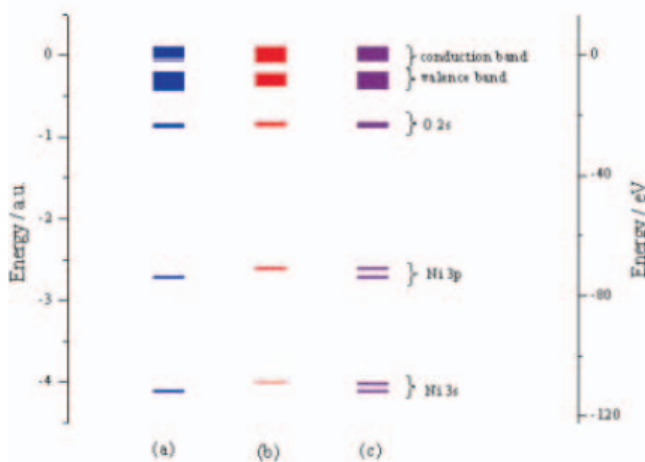 0
-1
-2
-3
-4
Energy / a.u.
conduction band
valence band
O 2s
Ni 3p
Ni 3s
0
-40
-80
-120
Energy / eV
(a) (b) (c)